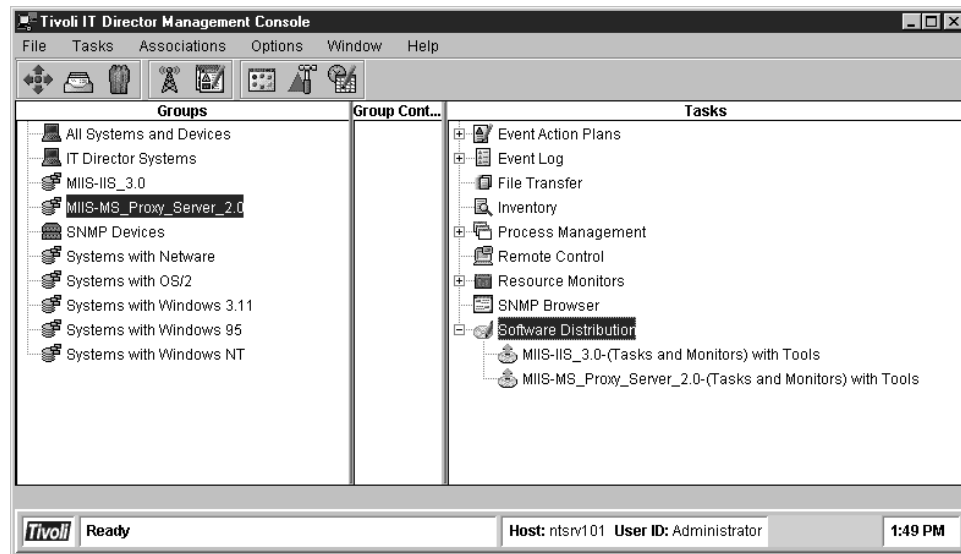 Tivoli IT Director Management Console
File Tasks Associations Options Window Help
Groups
All Systems and Devices
IT Director Systems
MIIS-IIS_3.0
MIIS-MS_Proxy_Server_2.0
SNMP Devices
Systems with Netware
Systems with OS/2
Systems with Windows 3.11
Systems with Windows 95
Systems with Windows NT
Group Cont...
Tasks
Event Action Plans
Event Log
File Transfer
Inventory
Process Management
Remote Control
Resource Monitors
SNMP Browser
Software Distribution
MIIS-IIS_3.0-(Tasks and Monitors) with Tools
MIIS-MS_Proxy_Server_2.0-(Tasks and Monitors) with Tools
Tivoli Ready Host: ntsrv101 User ID: Administrator 1:49 PM